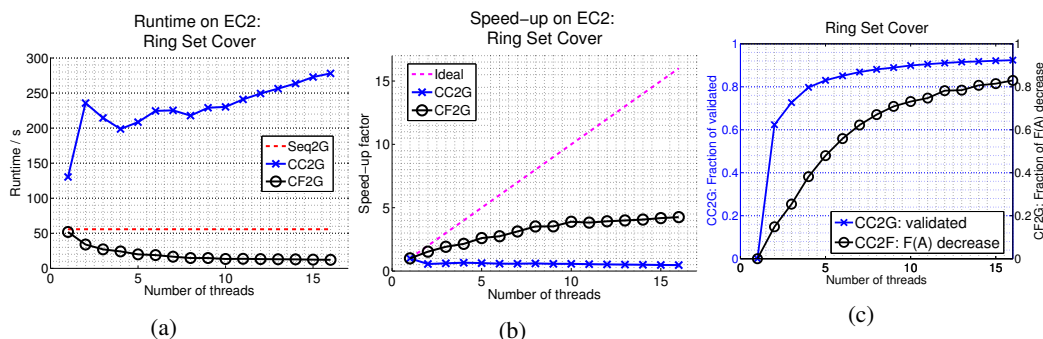 Runtime on EC2:
Ring Set Cover
300
250
200
150
100
50
0
Runtime / s
Seq2G
CC2G
CF2G
0
5
10
15
Number of threads
(a)
Speed−up on EC2:
Ring Set Cover
15
10
5
0
Speed−up factor
Ideal
CC2G
CF2G
0
5
10
15
Number of threads
(b)
Ring Set Cover
1
0.8
0.6
0.4
0.2
0
CC2G: Fraction of validated
1
0.8
0.6
0.4
0.2
0
CF2G: Fraction of F(A) decrease
CC2G: validated
CC2F: F(A) decrease
0
5
10
15
Number of threads
(c)